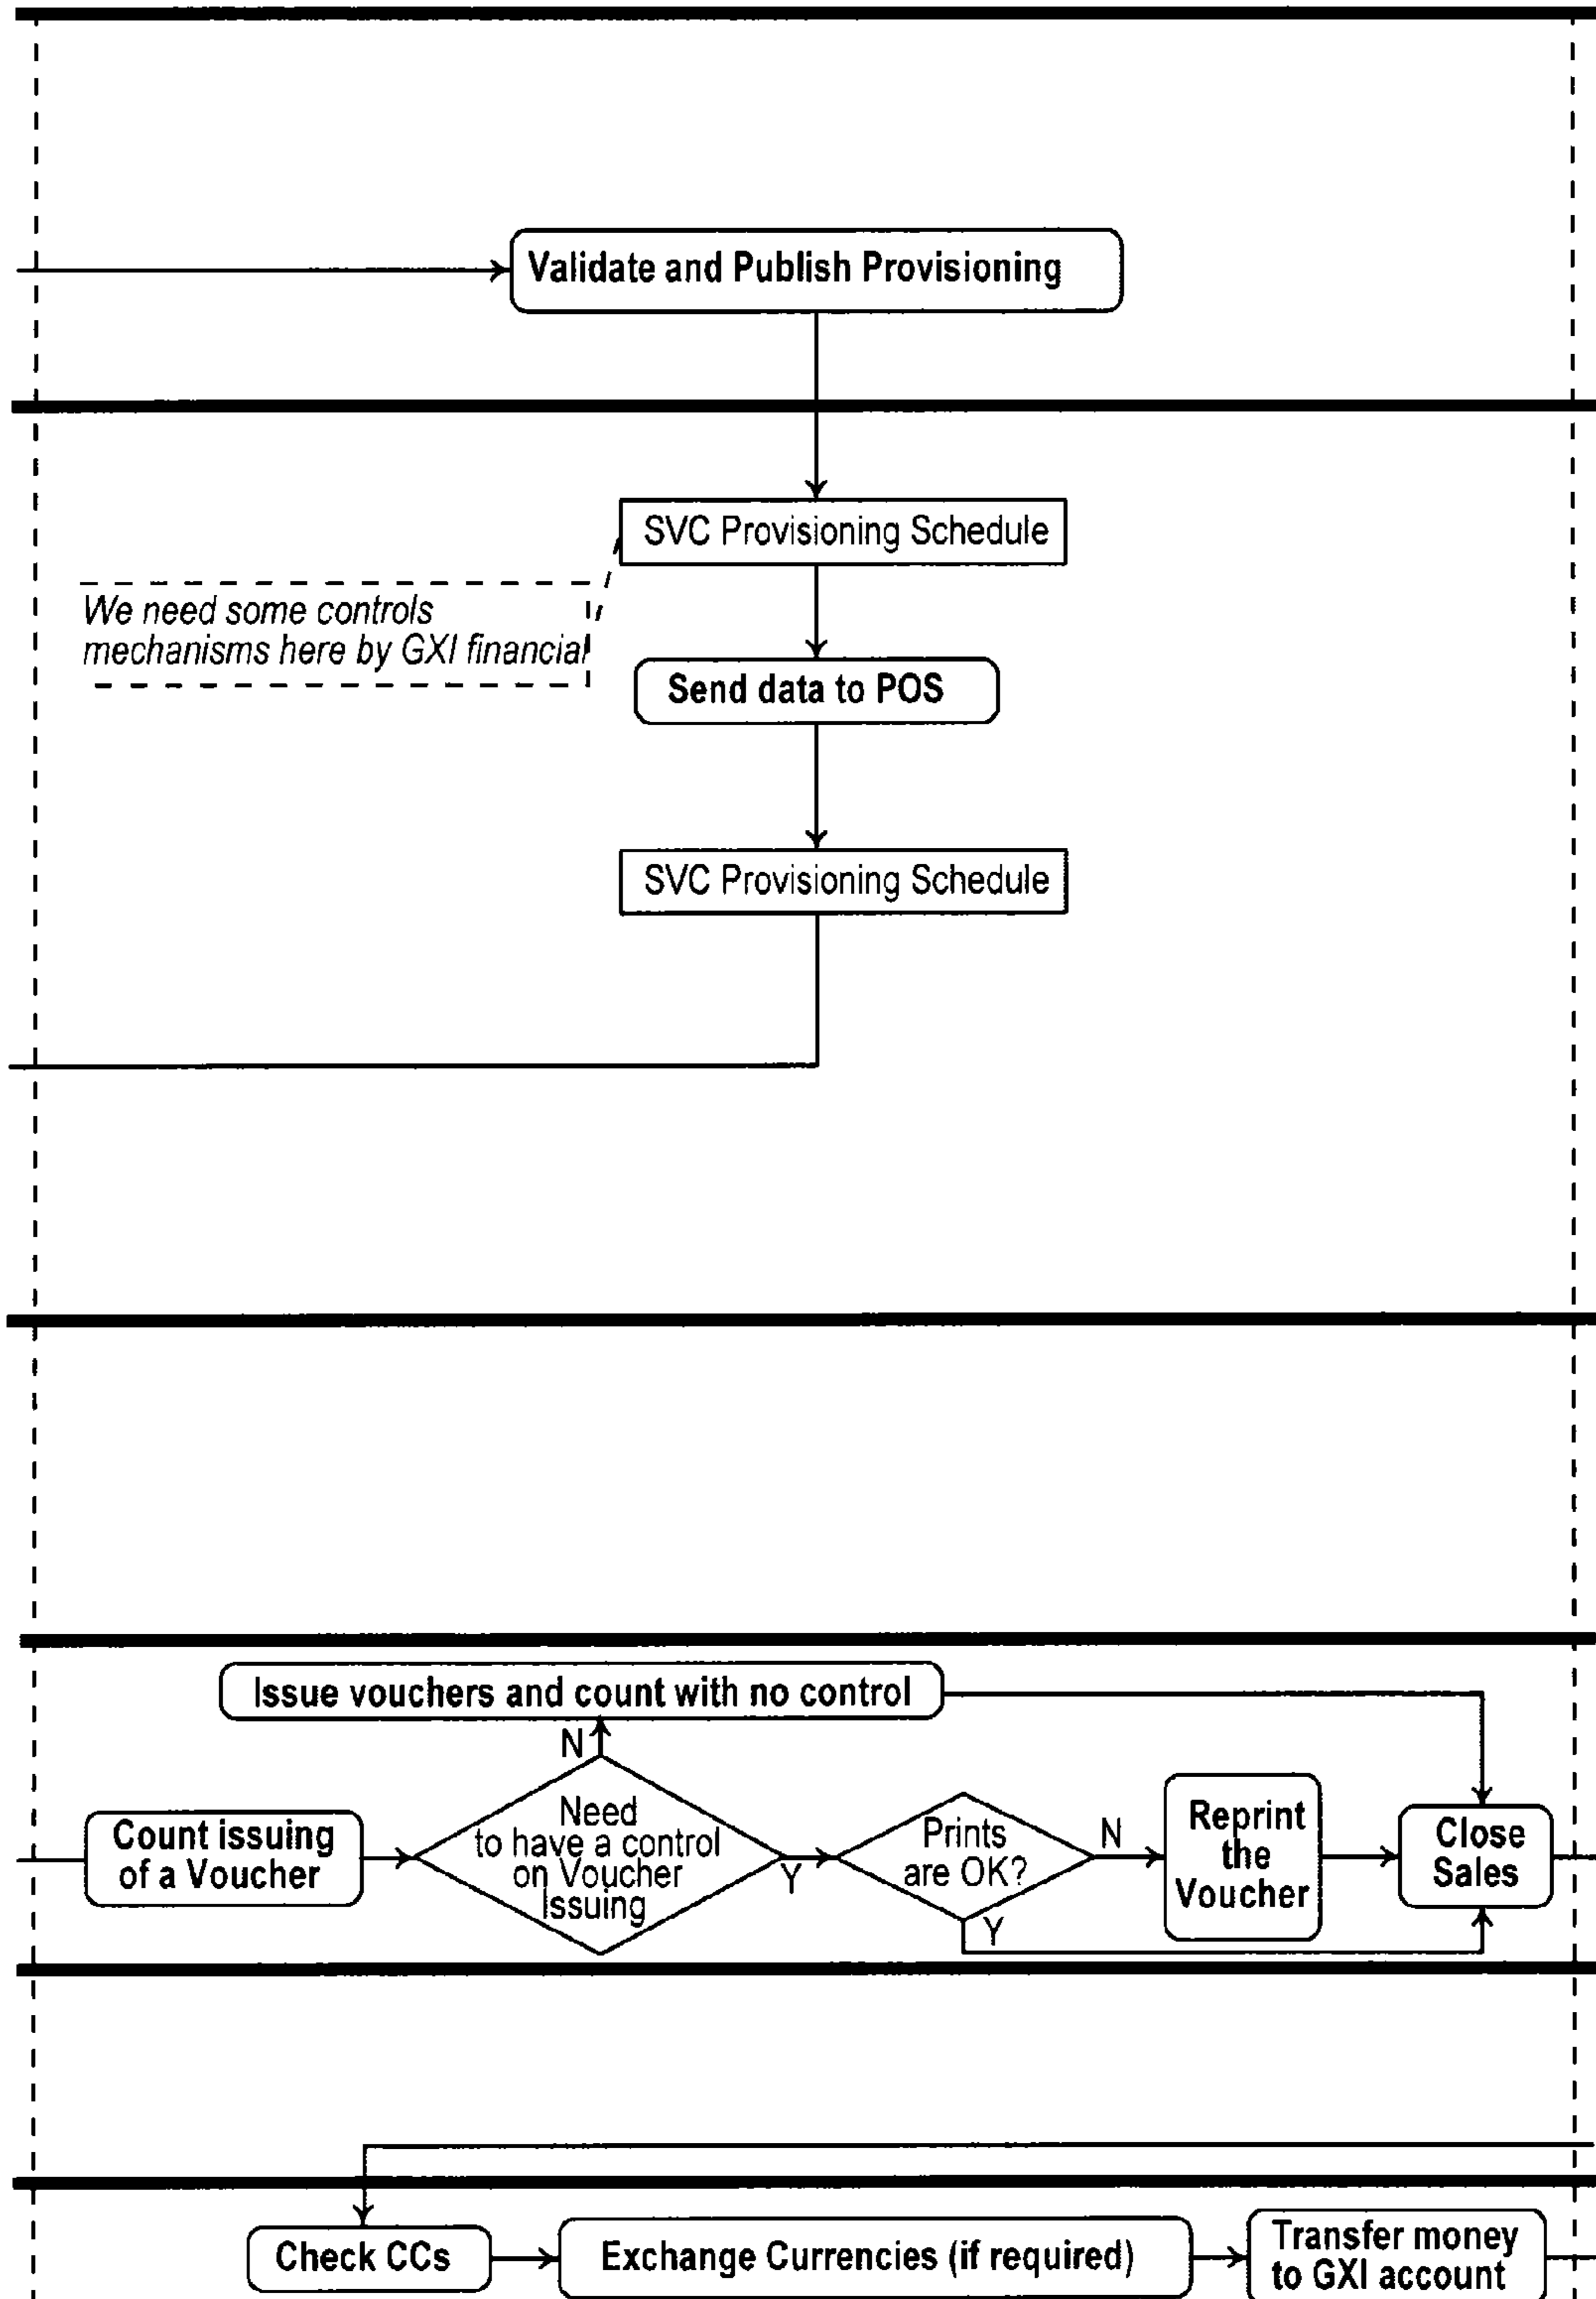 Validate and Publish Provisioning
SVC Provisioning Schedule
We need some controls
mechanisms here by GXI financial
Send data to POS
SVC Provisioning Schedule
Issue vouchers and count with no control
N
Count issuing
of a Voucher
Need
to have a control
on Voucher
Issuing
Y
Prints
are OK?
N
Y
Reprint
the
Voucher
Close
Sales
Check CCs
Exchange Currencies (if required)
Transfer money
to GXI account